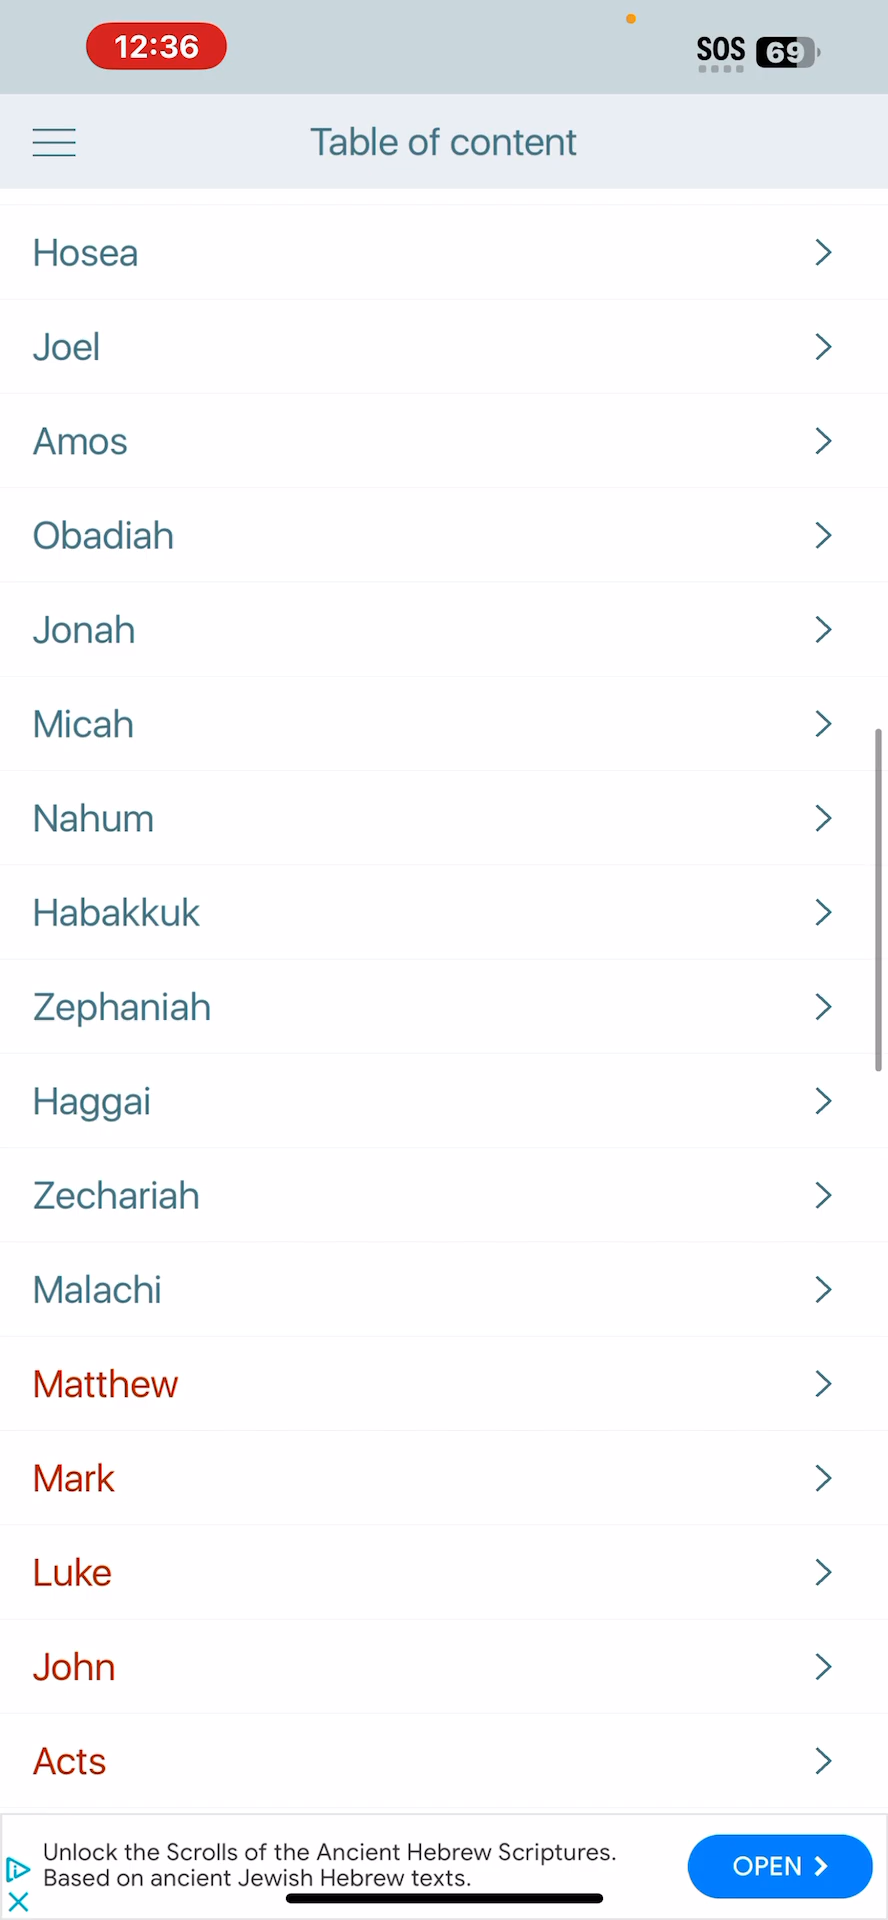 12:36
SOS 69
Table of content
Hosea
Joel
Amos
Obadiah
Jonah
Micah
Nahum
Habakkuk
Zephaniah
Haggai
Zechariah
Malachi
Matthew
Mark
Luke
John
Acts
Unlock the Scrolls of the Ancient Hebrew Scriptures.
Based on ancient Jewish Hebrew texts.
OPEN